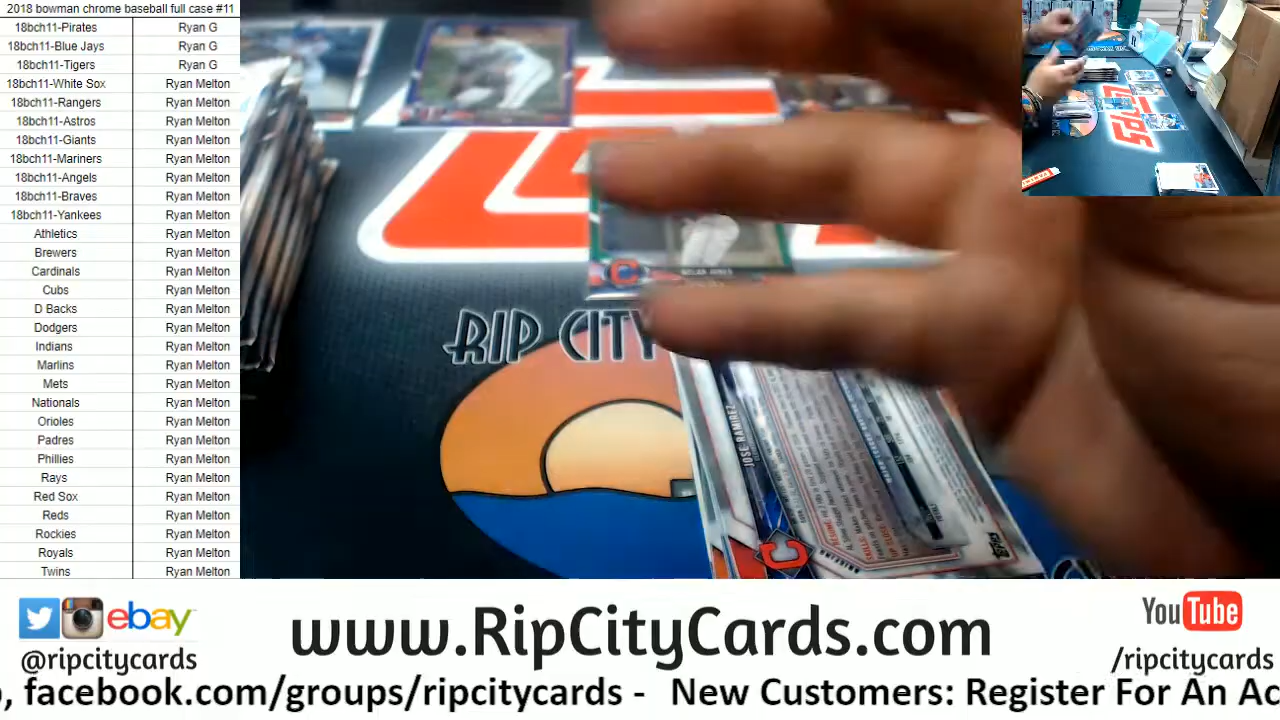 2018 bowman chrome baseball full case #11
18bch11-Pirates Ryan G
18bch11-Blue Jays Ryan G
18bch11-Tigers Ryan G
18bch11-White Sox Ryan Melton
18bch11-Rangers Ryan Melton
18bch11-Astros Ryan Melton
18bch11-Giants Ryan Melton
18bch11-Mariners Ryan Melton
18bch11-Angels Ryan Melton
18bch11-Braves Ryan Melton
18bch11-Yankees Ryan Melton
Athletics Ryan Melton
Brewers Ryan Melton
Cardinals Ryan Melton
Cubs Ryan Melton
D Backs Ryan Melton
Dodgers Ryan Melton
Indians Ryan Melton
Marlins Ryan Melton
Mets Ryan Melton
Nationals Ryan Melton
Orioles Ryan Melton
Padres Ryan Melton
Phillies Ryan Melton
Rays Ryan Melton
Red Sox Ryan Melton
Reds Ryan Melton
Rockies Ryan Melton
Royals Ryan Melton
Twins Ryan Melton
NOLAN JONES
RIP CITY
JOSE RAMIREZ
Topps
ebay
@ripcitycards
www.RipCityCards.com
YouTube
/ripcitycards
, facebook.com/groups/ripcitycards - New Customers: Register For An Ac